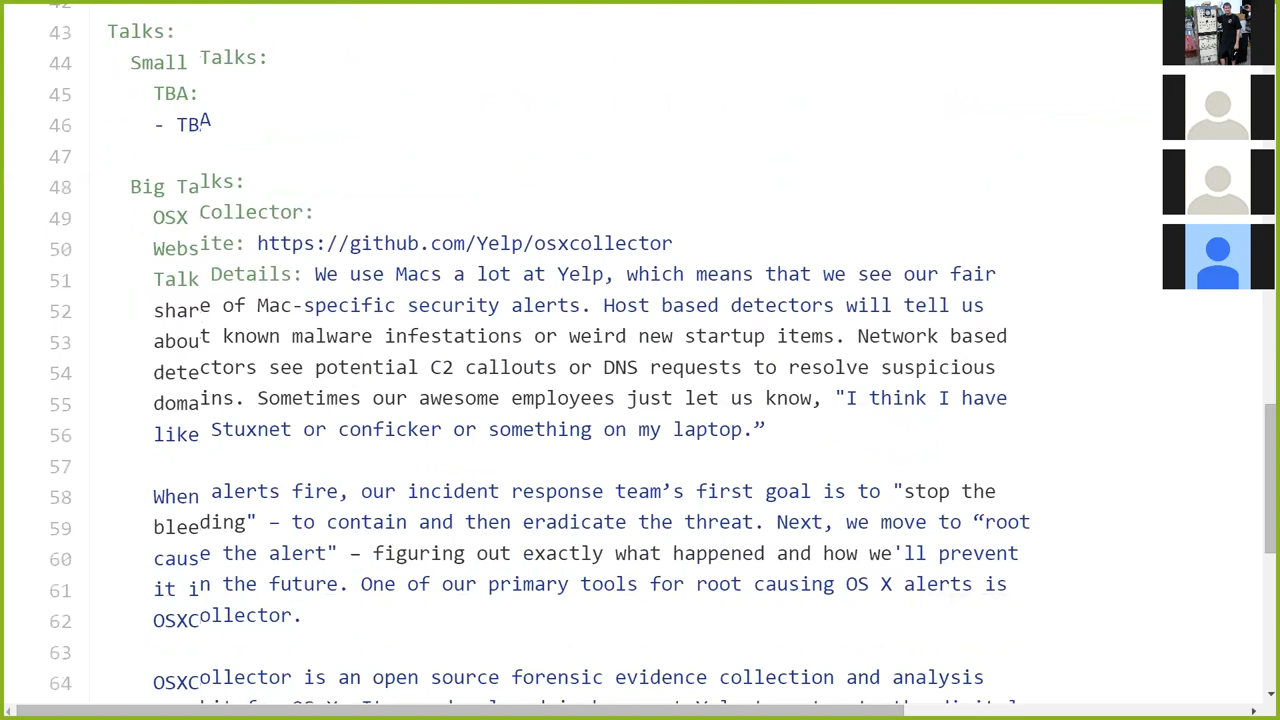 43 Talks:
44 Small Talks:
45 TBA:
46 - TBA
47
48 Big Talks:
49 OSX Collector:
50 Website: https://github.com/Yelp/osxcollector
51 Talk Details: We use Macs a lot at Yelp, which means that we see our fair
52 share of Mac-specific security alerts. Host based detectors will tell us
53 about known malware infestations or weird new startup items. Network based
54 detectors see potential C2 callouts or DNS requests to resolve suspicious
55 domains. Sometimes our awesome employees just let us know, "I think I have
56 like Stuxnet or conficker or something on my laptop.”
57
58 When alerts fire, our incident response team’s first goal is to "stop the
59 bleeding" – to contain and then eradicate the threat. Next, we move to “root
60 cause the alert" – figuring out exactly what happened and how we'll prevent
61 it in the future. One of our primary tools for root causing OS X alerts is
62 OSXCollector.
63
64 OSXCollector is an open source forensic evidence collection and analysis